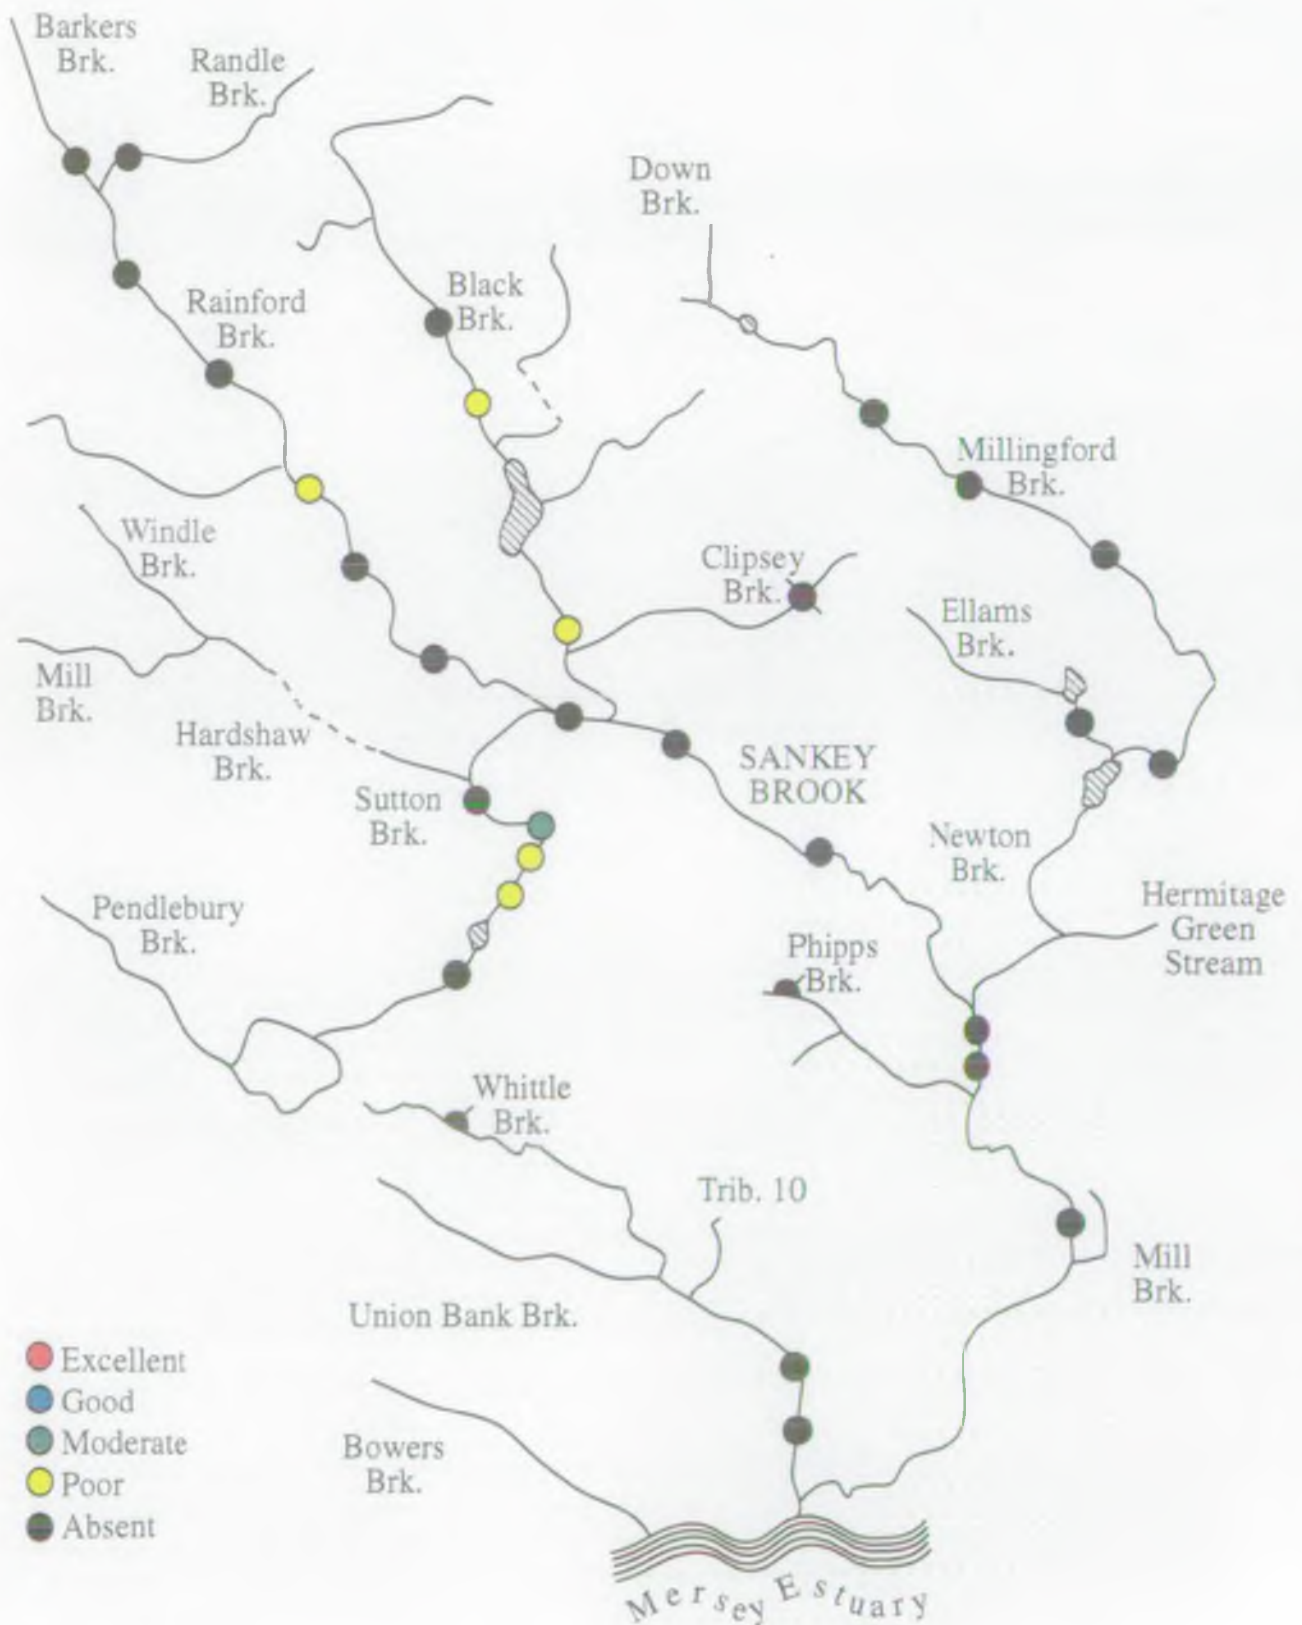 Barkers
Brk.
Randle
Brk.
Down
Brk.
Rainford
Brk.
Black
Brk.
Millingford
Brk.
Windle
Brk.
Clipsey
Brk.
Ellams
Brk.
Mill
Brk.
Hardshaw
Brk.
SANKEY
BROOK
Sutton
Brk.
Newton
Brk.
Hermitage
Green
Stream
Pendlebury
Brk.
Phipps
Brk.
Whittle
Brk.
Trib. 10
Mill
Brk.
Union Bank Brk.
Excellent
Good
Moderate
Poor
Absent
Bowers
Brk.
Mersey Estuary